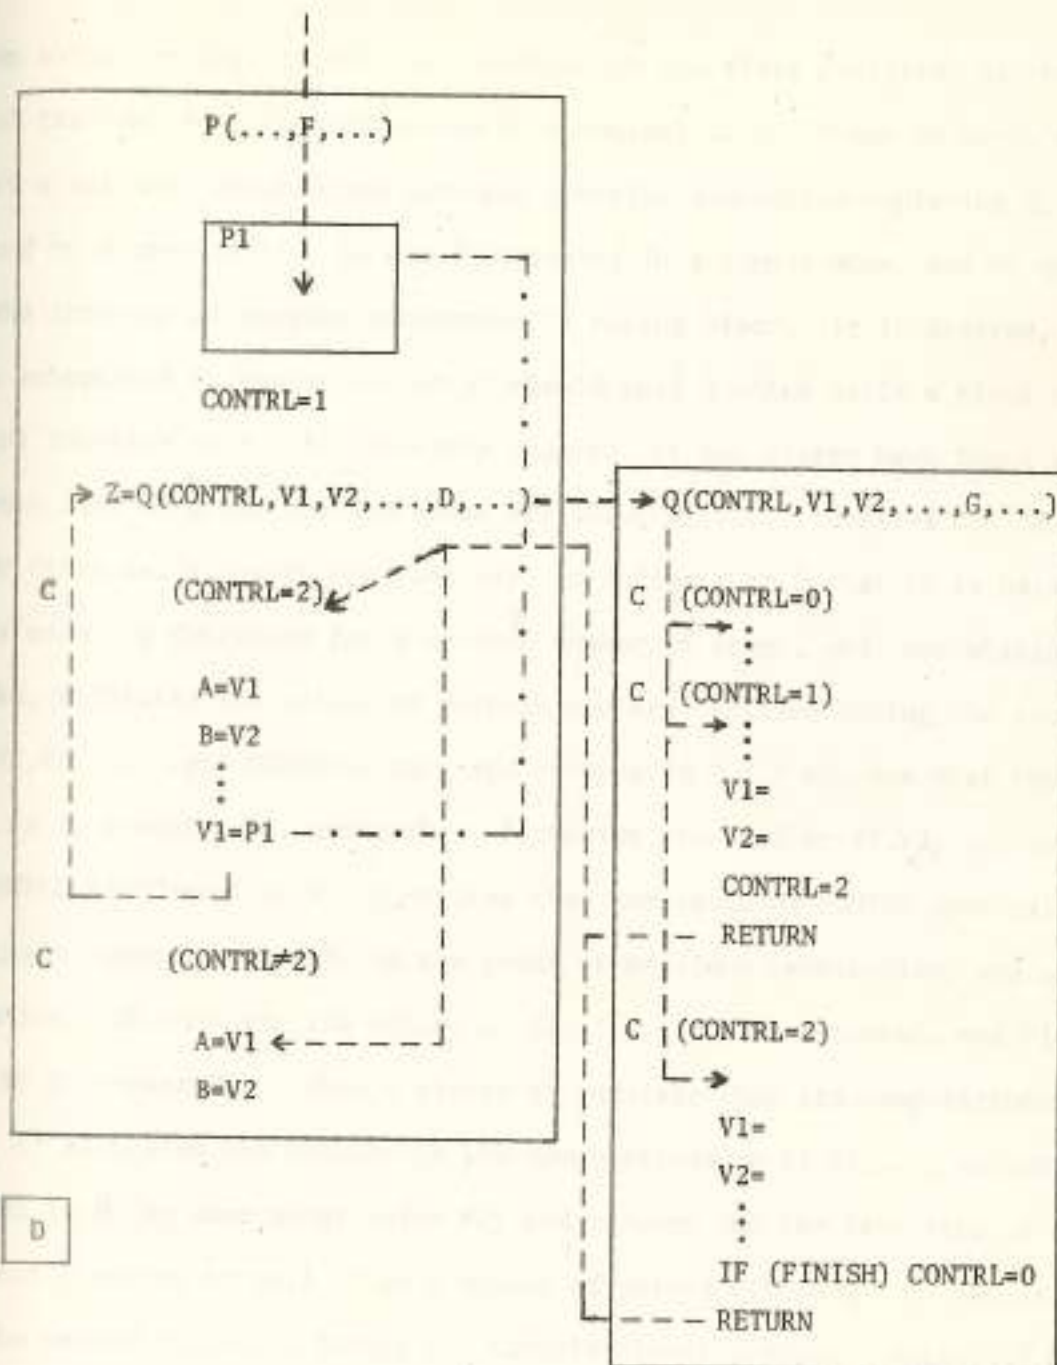 P(...,F,...)
P1
CONTRL=1
Z=Q(CONTRL,V1,V2,...,D,...)
C (CONTRL=2)
A=V1
B=V2
V1=P1
C (CONTRL≠2)
A=V1
B=V2
D
Q(CONTRL,V1,V2,...,G,...)
C (CONTRL=0)
C (CONTRL=1)
V1=
V2=
CONTRL=2
RETURN
C (CONTRL=2)
V1=
V2=
IF (FINISH) CONTRL=0
RETURN